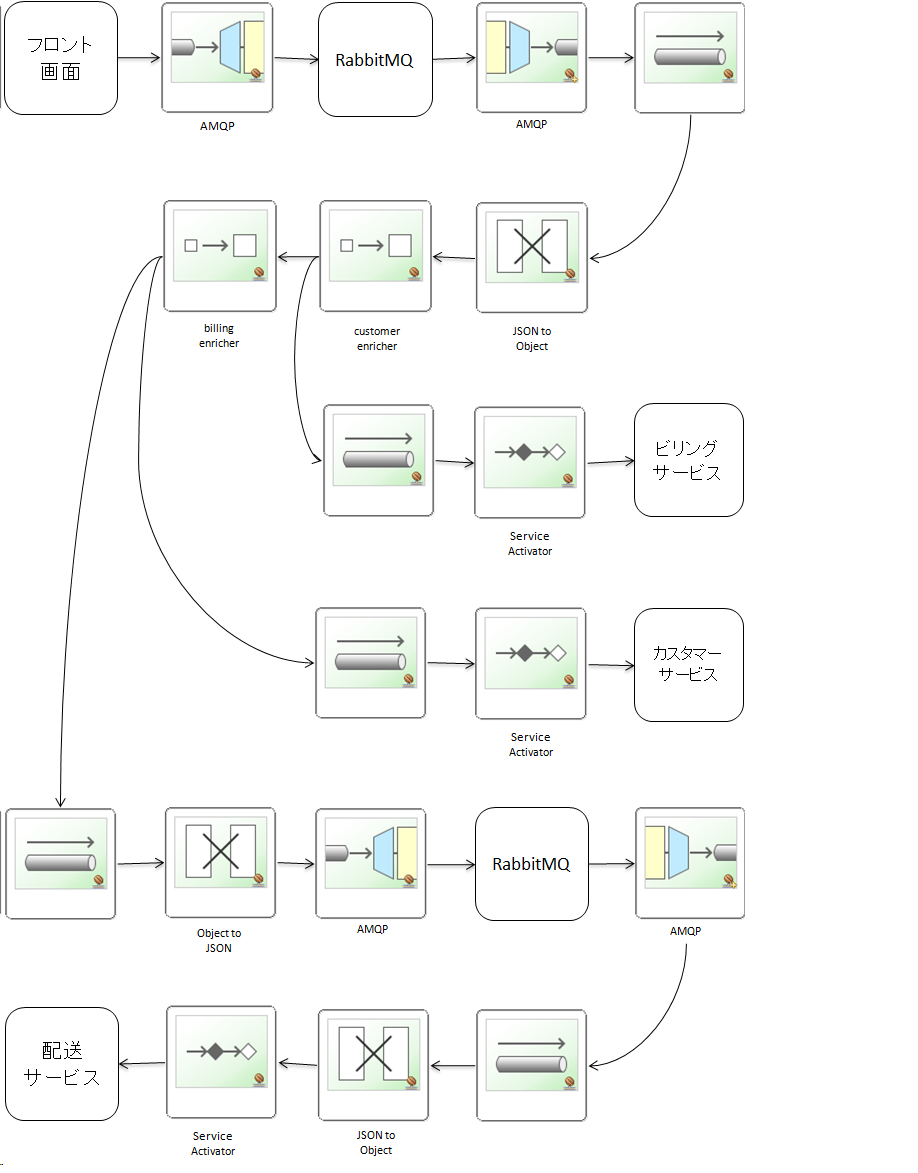 フロント
画面
AMQP
RabbitMQ
AMQP
billing
enricher
customer
enricher
JSON to
Object
Service
Activator
ビリング
サービス
Service
Activator
カスタマー
サービス
Object to
JSON
AMQP
RabbitMQ
AMQP
配送
サービス
Service
Activator
JSON to
Object